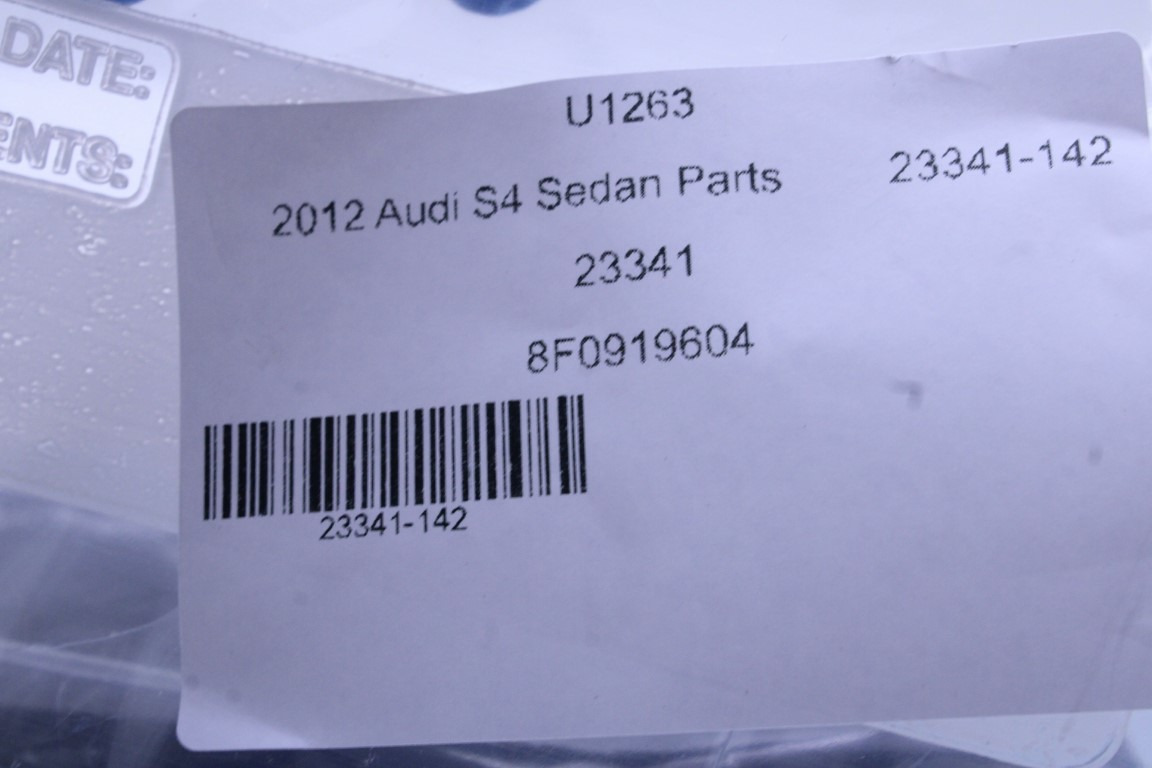 DATE:
ENTS:
U1263
2012 Audi S4 Sedan Parts 23341-142
23341
8F0919604
23341-142